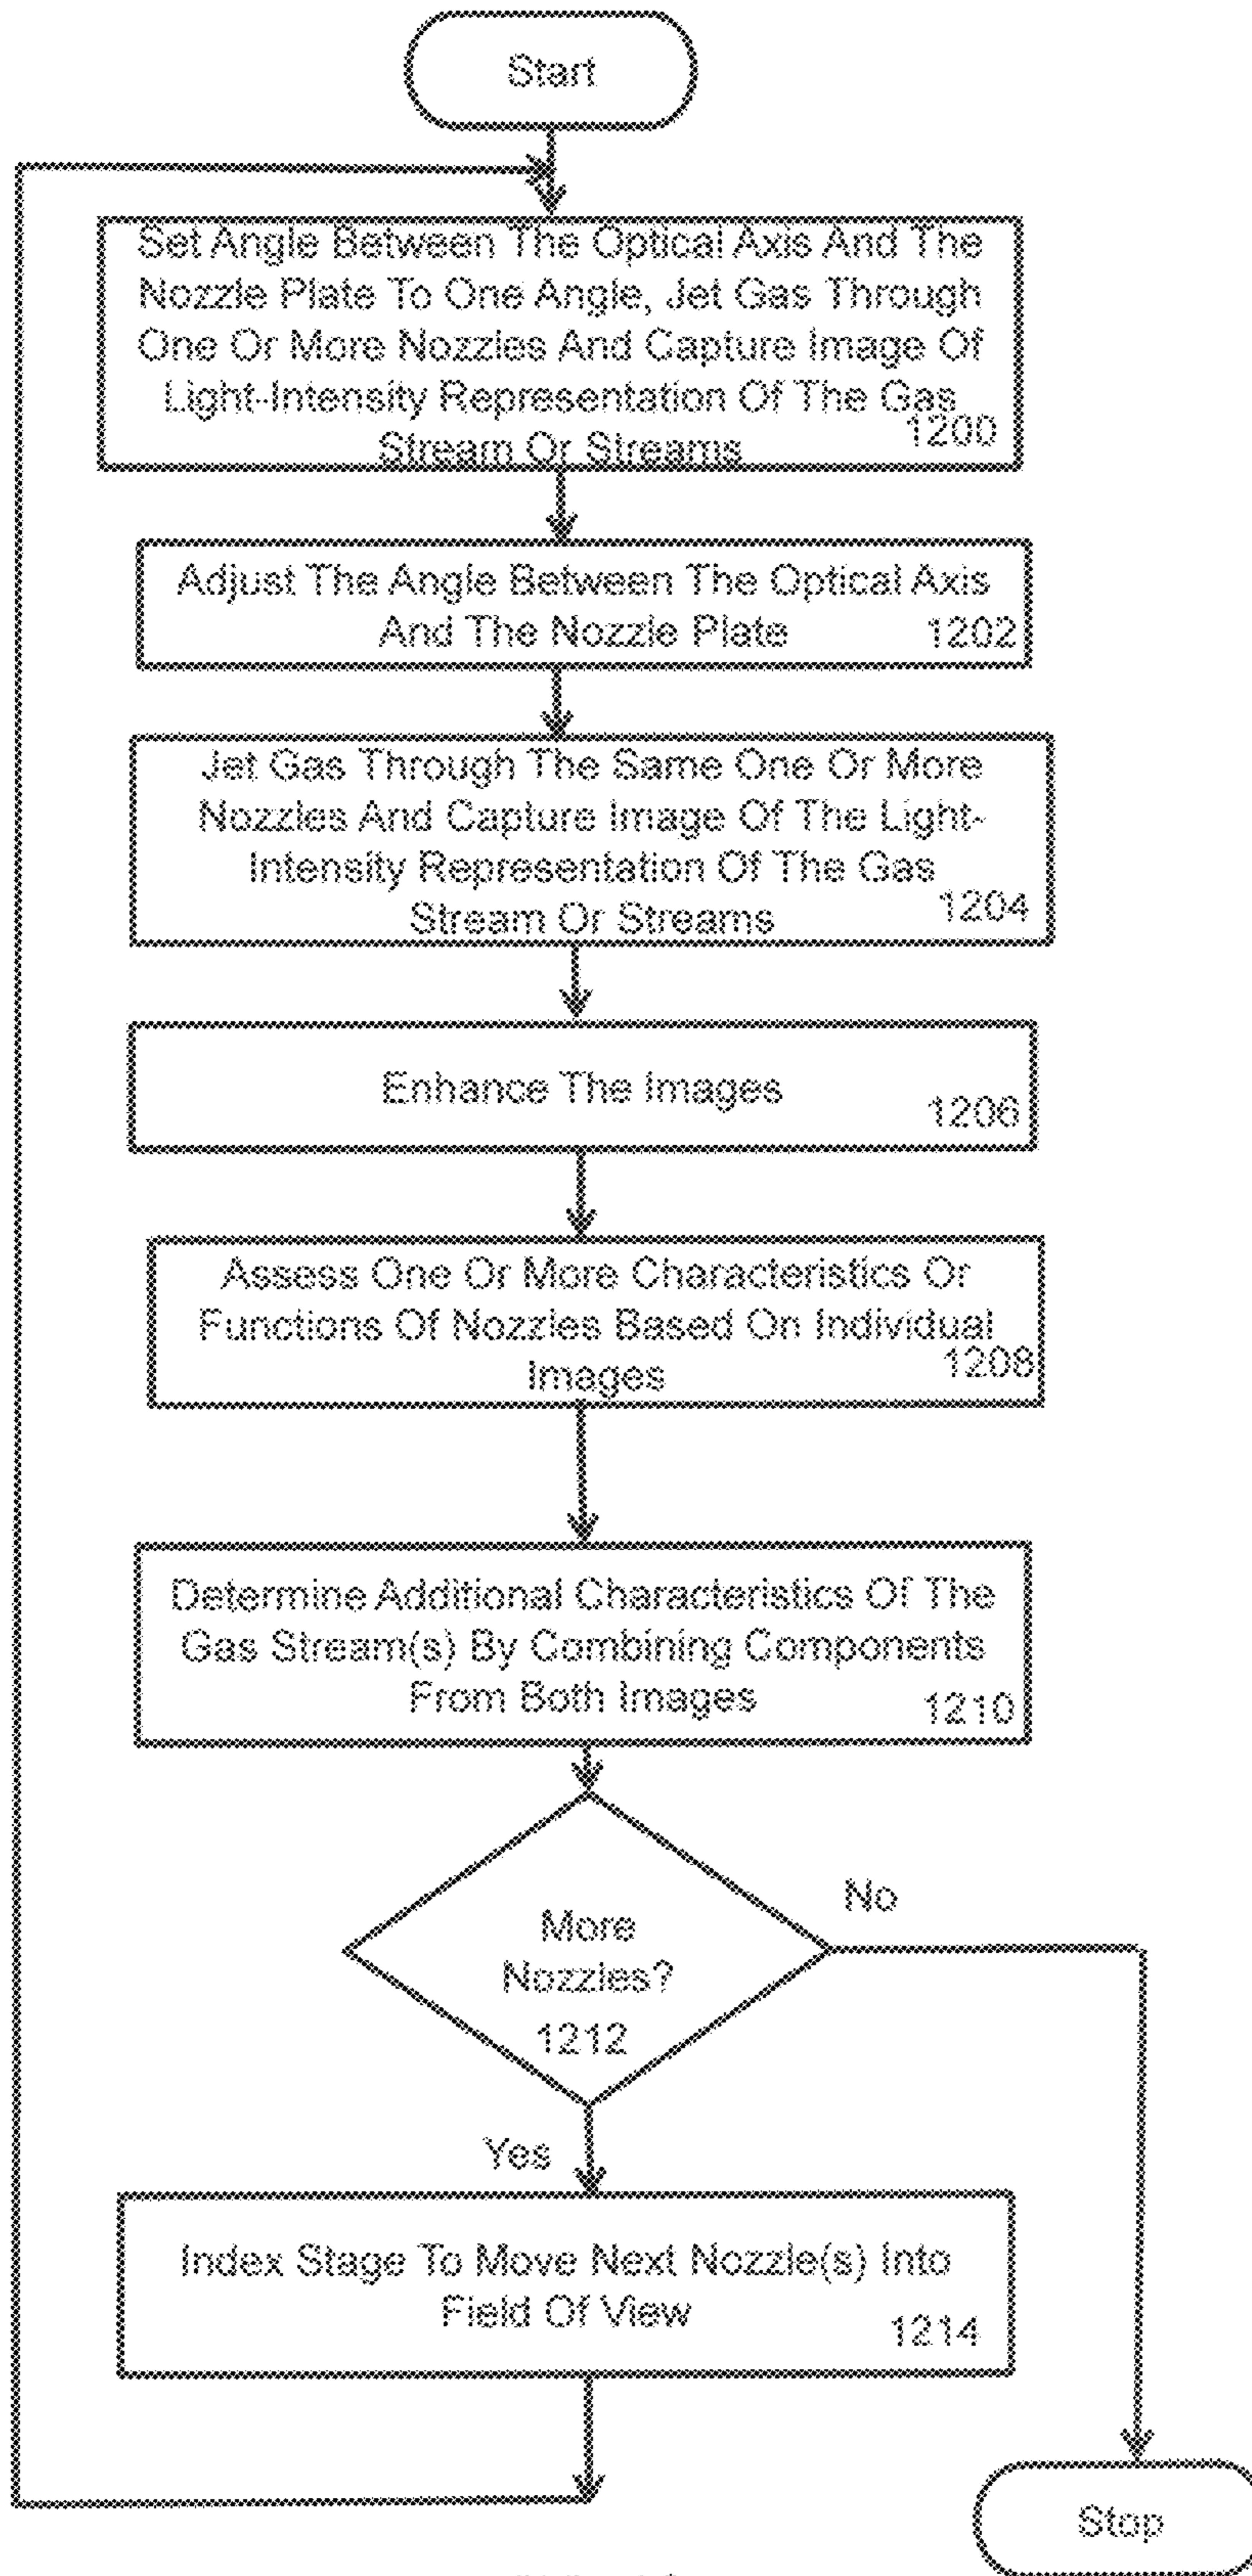 Start
Set Angle Between The Optical Axis And The
Nozzle Plate To One Angle, Jet Gas Through
One Or More Nozzles And Capture Image Of
Light-Intensity Representation Of The Gas
Stream Or Streams
1200
Adjust The Angle Between The Optical Axis
And The Nozzle Plate
1202
Jet Gas Through The Same One Or More
Nozzles And Capture Image Of The Light-
Intensity Representation Of The Gas
Stream Or Streams
1204
Enhance The Images
1206
Assess One Or More Characteristics Or
Functions Of Nozzles Based On Individual
Images
1208
Determine Additional Characteristics Of The
Gas Stream(s) By Combining Components
From Both Images
1210
More
Nozzles?
1212
No
Yes
Index Stage To Move Next Nozzle(s) Into
Field Of View
1214
Stop